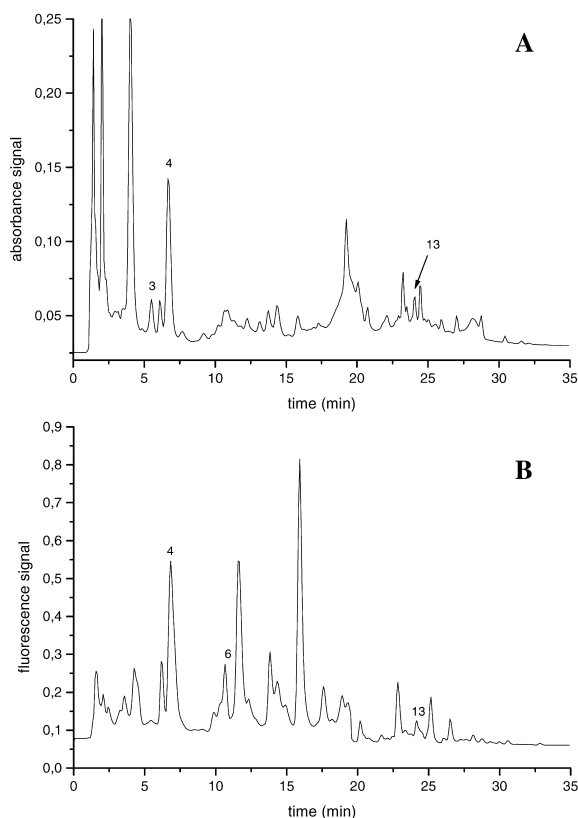 A
0,25
0,20
0,15
0,10
0,05
absorbance signal
3
4
13
0 5 10 15 20 25 30 35
time (min)
B
0,9
0,8
0,7
0,6
0,5
0,4
0,3
0,2
0,1
0,0
fluorescence signal
4
6
13
0 5 10 15 20 25 30 35
time (min)